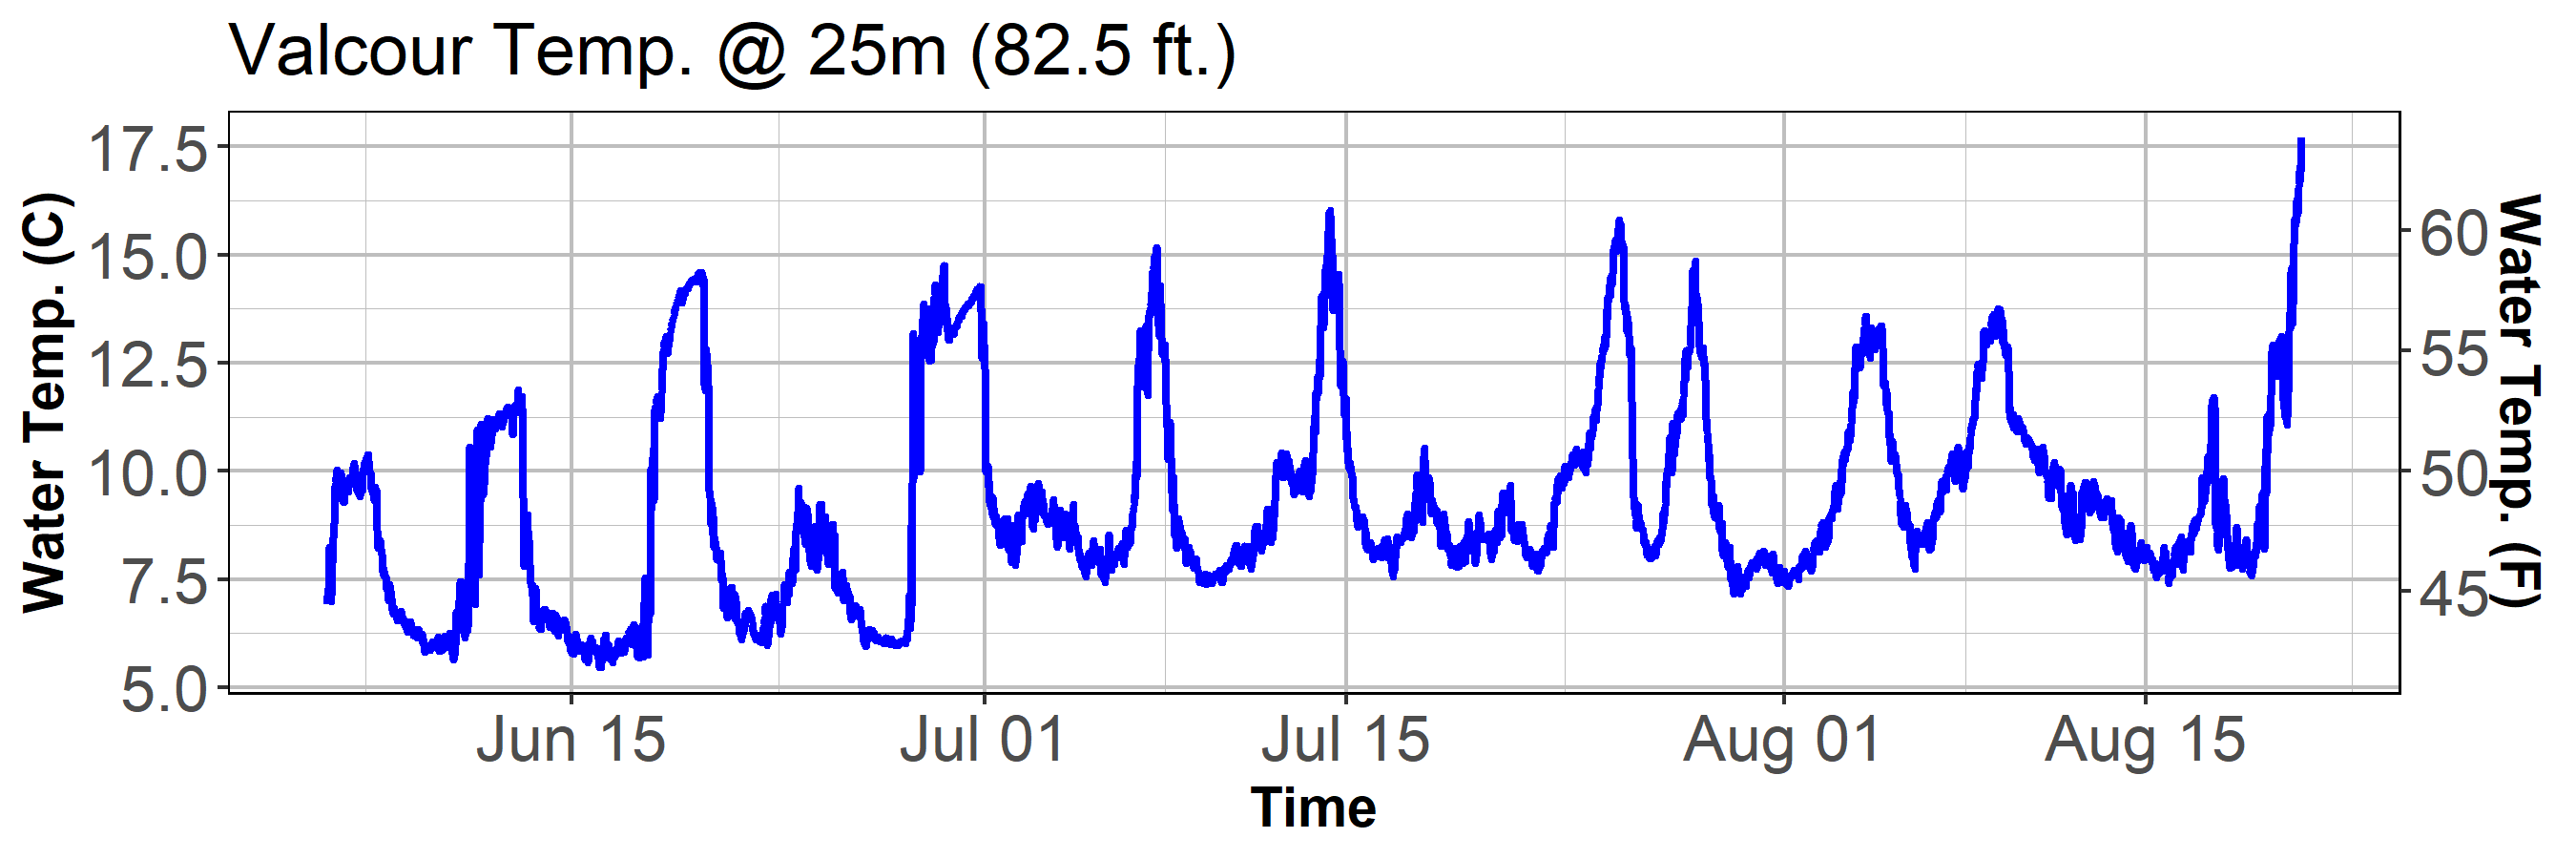 Valcour Temp. @ 25m (82.5 ft.)
Water Temp. (C)
17.5
15.0
12.5
10.0
7.5
5.0
60
55
50
45
Water Temp. (F)
Jun 15 Jul 01 Jul 15 Aug 01 Aug 15
Time